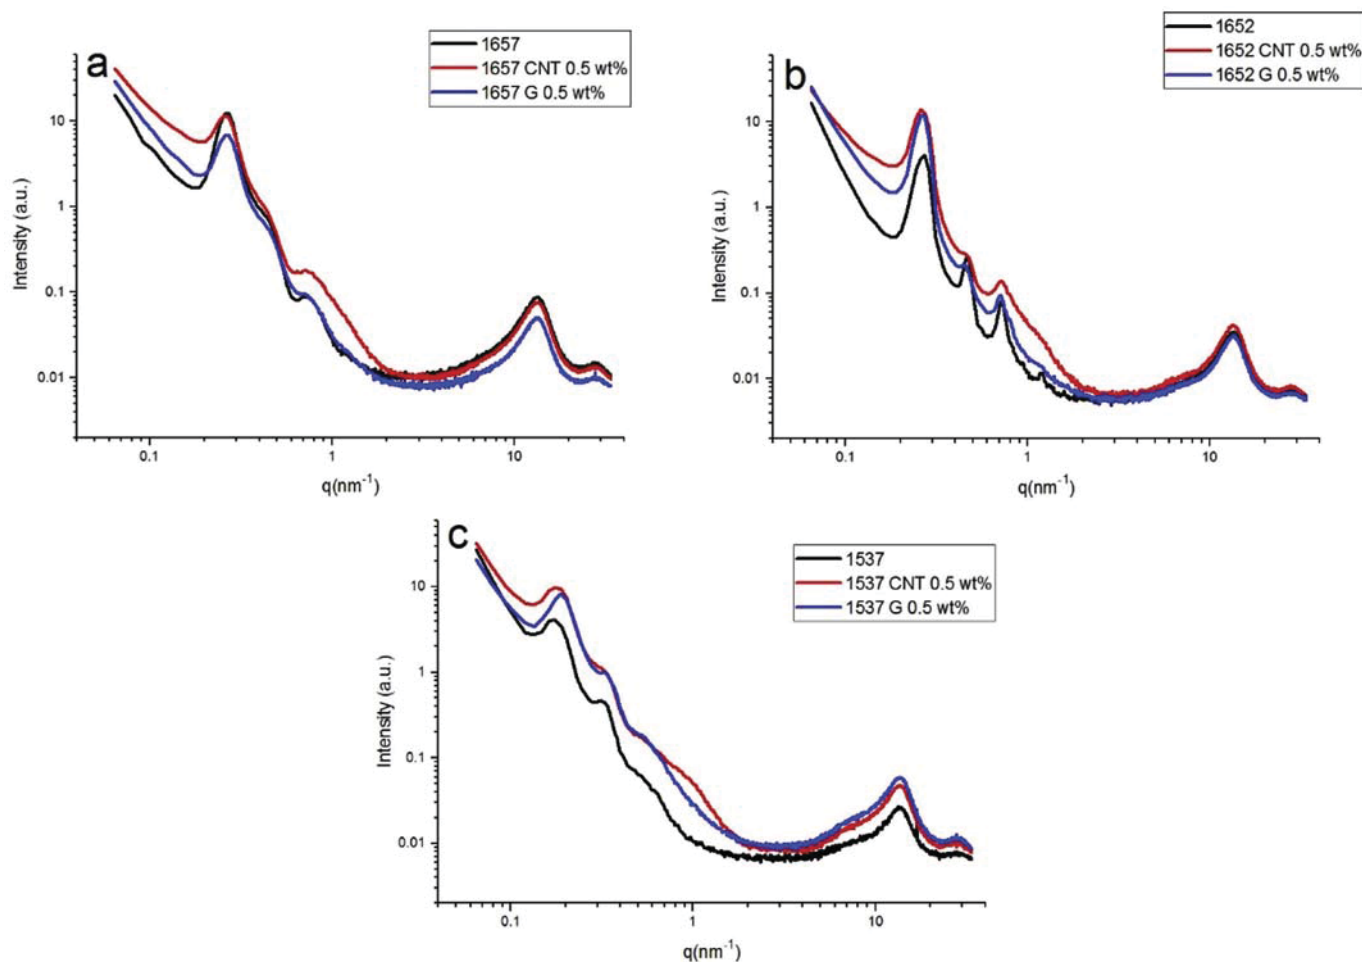 a
1657
1657 CNT 0.5 wt%
1657 G 0.5 wt%
Intensity (a.u.)
10
1
0.1
0.01
0.1
1
10
q(nm⁻¹)
b
1652
1652 CNT 0.5 wt%
1652 G 0.5 wt%
Intensity (a.u.)
10
1
0.1
0.01
0.1
1
10
q(nm⁻¹)
c
1537
1537 CNT 0.5 wt%
1537 G 0.5 wt%
Intensity (a.u.)
10
1
0.1
0.01
0.1
1
10
q(nm⁻¹)